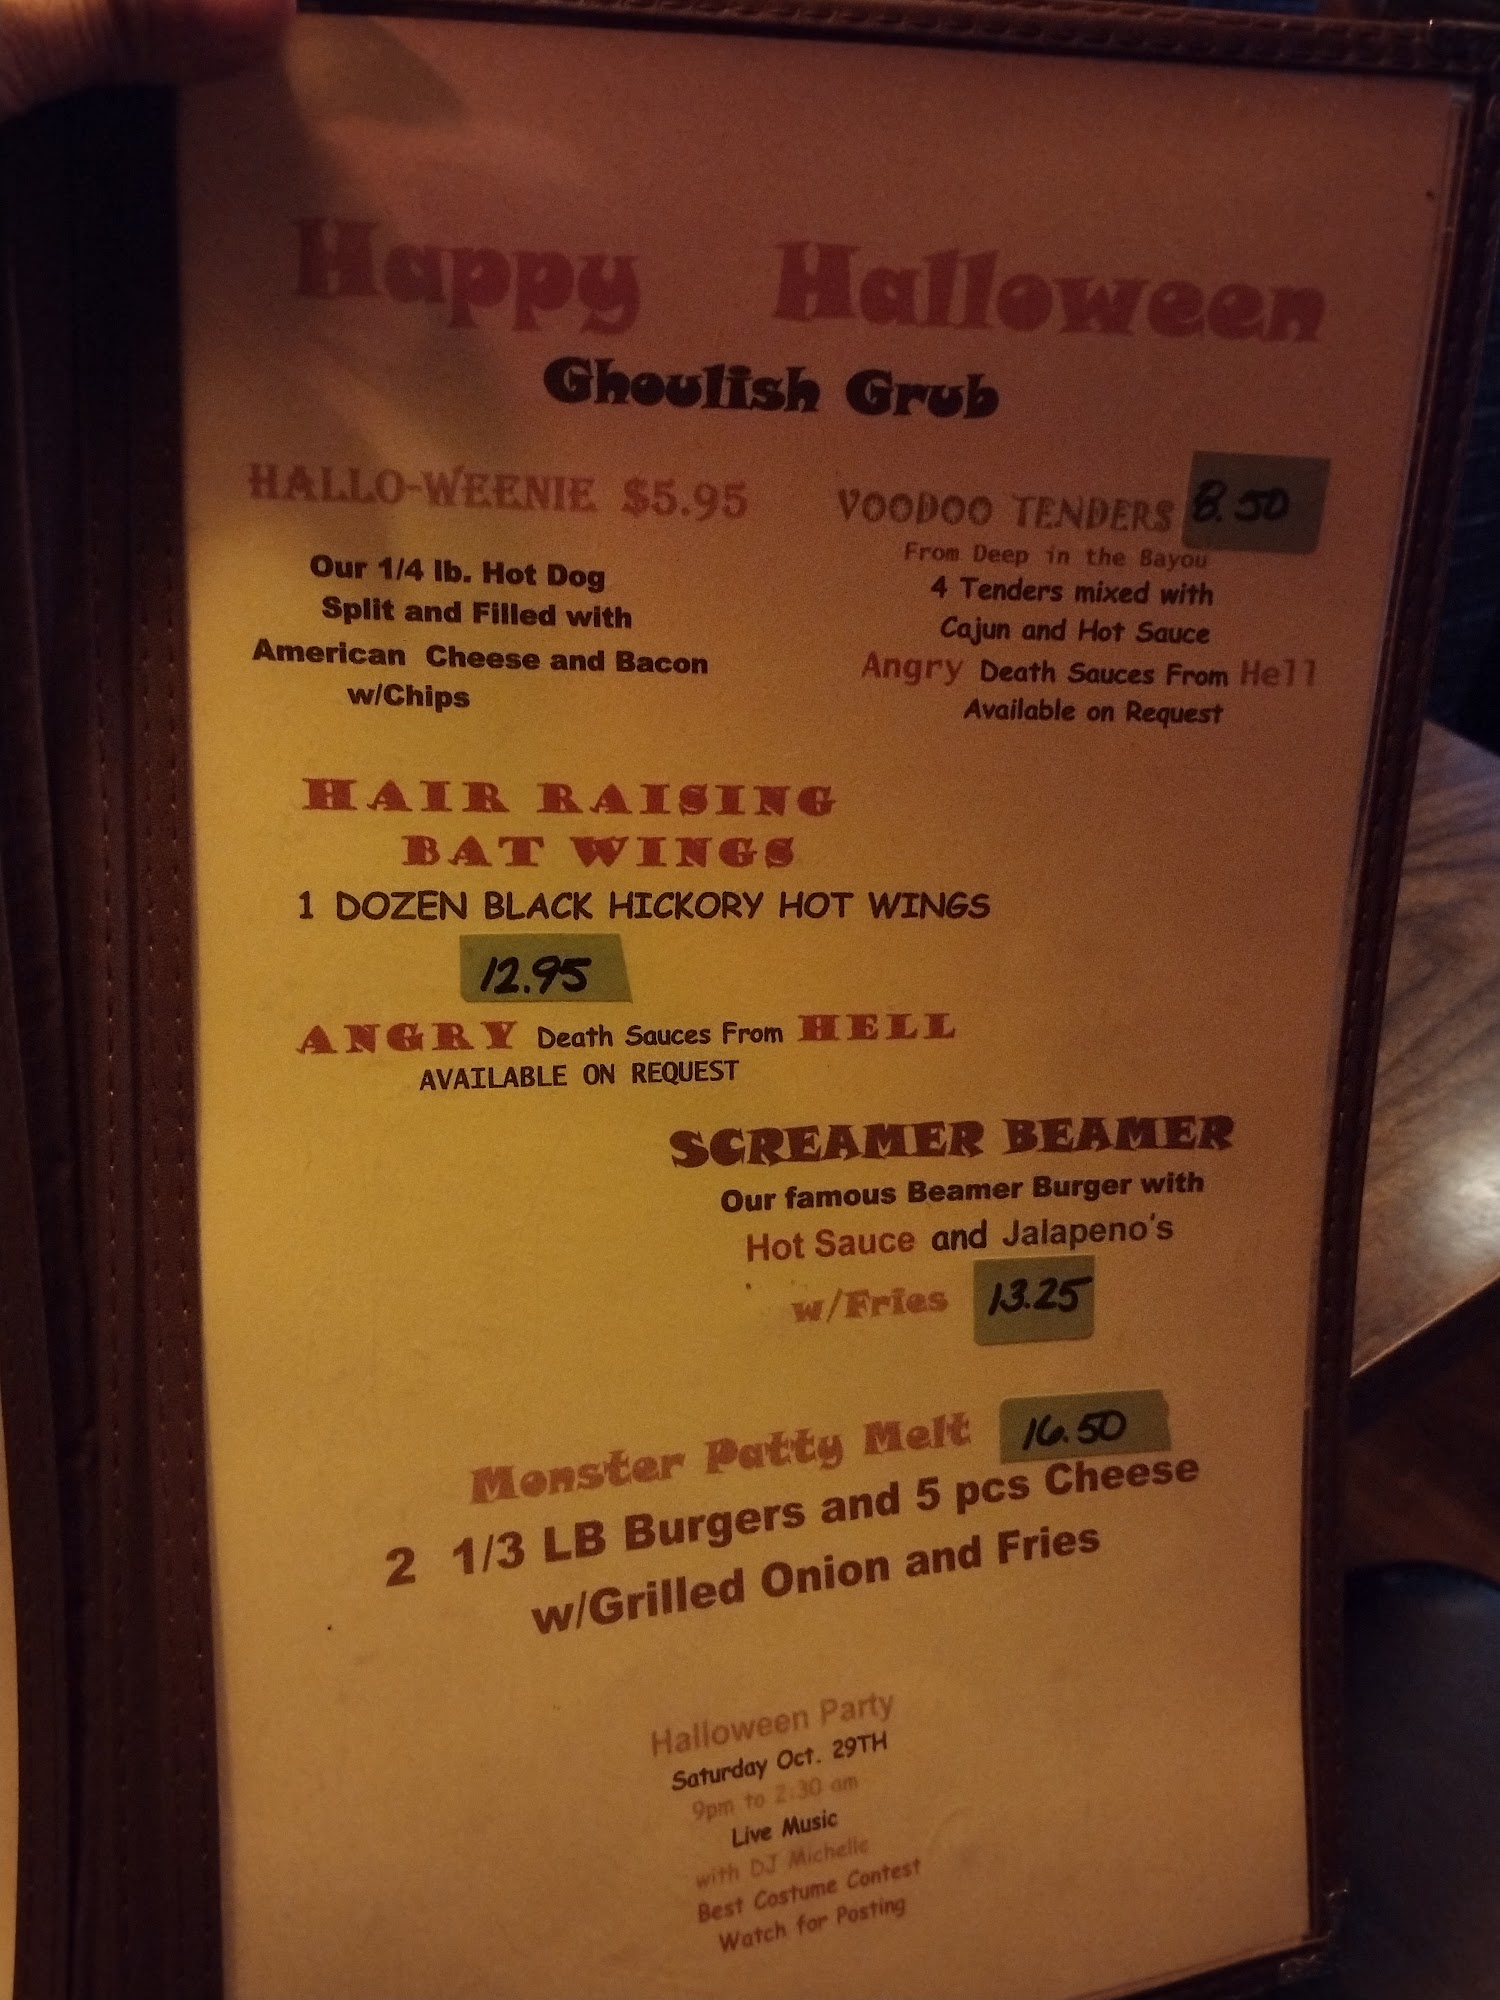 Happy Halloween
Ghoulish Grub
HALLO-WEENIE $5.95
Our 1/4 lb. Hot Dog
Split and Filled with
American Cheese and Bacon
w/Chips
VOODOO TENDERS 8.50
From Deep in the Bayou
4 Tenders mixed with
Cajun and Hot Sauce
Angry Death Sauces From Hell
Available on Request
HAIR RAISING
BAT WINGS
1 DOZEN BLACK HICKORY HOT WINGS
12.95
ANGRY Death Sauces From HELL
AVAILABLE ON REQUEST
SCREAMER BEAMER
Our famous Beamer Burger with
Hot Sauce and Jalapeno's
w/Fries 13.25
Monster Patty Melt 16.50
2 1/3 LB Burgers and 5 pcs Cheese
w/Grilled Onion and Fries
Halloween Party
Saturday Oct. 29TH
9pm to 2:30 am
Live Music
with DJ Michelle
Best Costume Contest
Watch for Posting